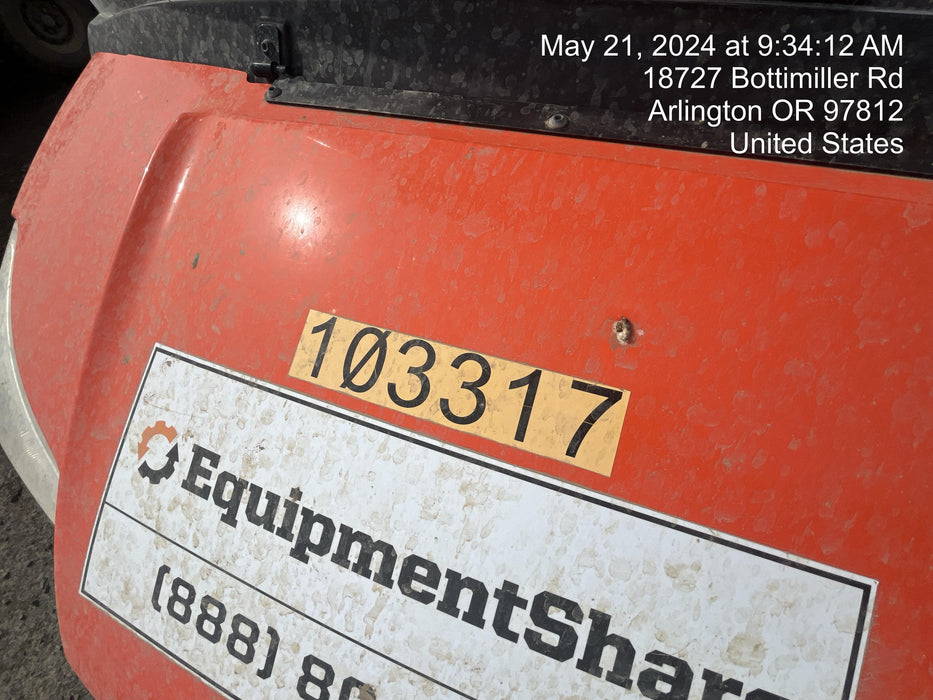 May 21, 2024 at 9:34:12 AM
18727 Bottimiller Rd
Arlington OR 97812
United States
1Ø3317
EquipmentShar
(888) 80